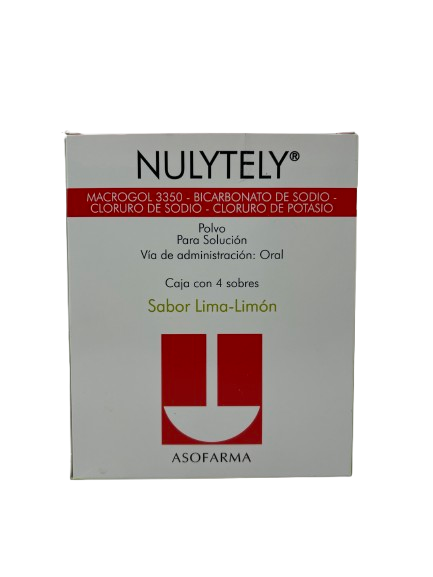 NULYTELY®
MACROGOL 3350 - BICARBONATO DE SODIO -
CLORURO DE SODIO - CLORURO DE POTASIO
Polvo
Para Solución
Vía de administración: Oral
Caja con 4 sobres
Sabor Lima-Limón
ASOFARMA